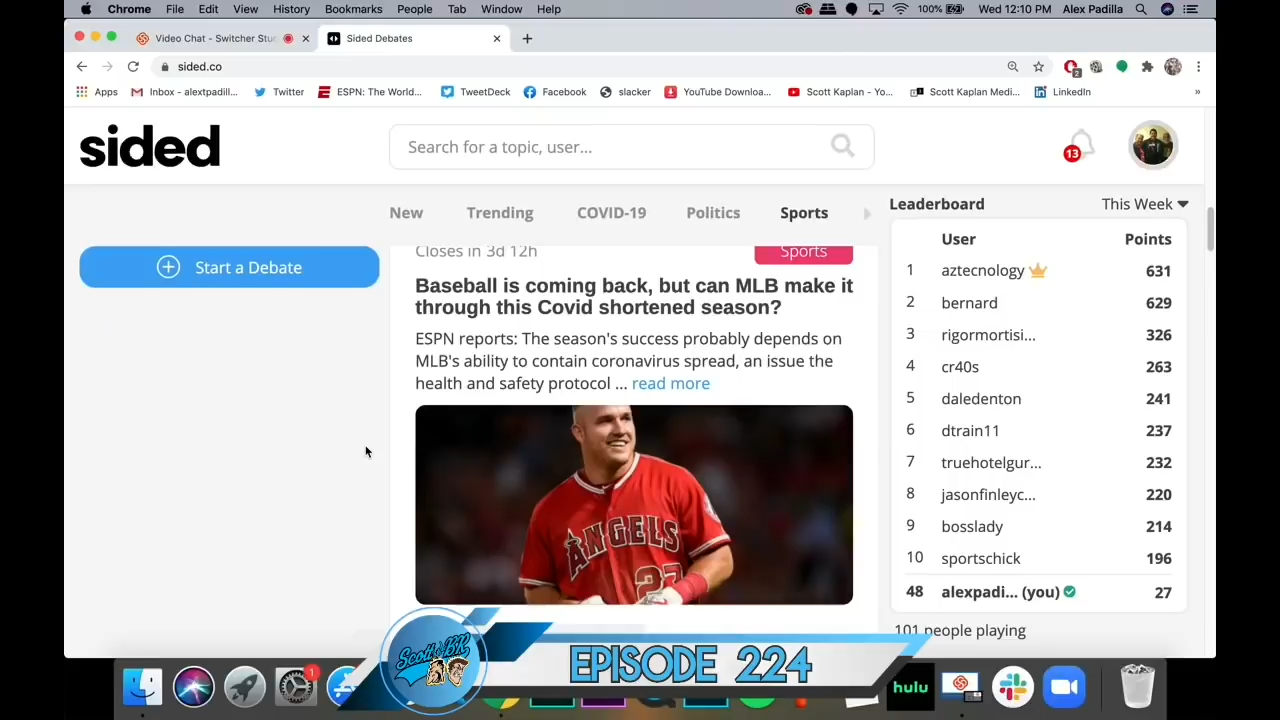 Chrome File Edit View History Bookmarks People Tab Window Help 100% Wed 12:10 PM Alex Padilla
Video Chat - Switcher Stu
Sided Debates
sided.co
Apps Inbox - alextpadill... Twitter ESPN: The World... TweetDeck Facebook slacker YouTube Downloa... Scott Kaplan - Yo... Scott Kaplan Medi... LinkedIn
2
sided
Search for a topic, user...
13
New Trending COVID-19 Politics Sports
Leaderboard This Week
Start a Debate
Closes in 3d 12h
Sports
Baseball is coming back, but can MLB make it
through this Covid shortened season?
ESPN reports: The season's success probably depends on
MLB's ability to contain coronavirus spread, an issue the
health and safety protocol ... read more
ANGELS
27
User Points
1 aztecnology 631
2 bernard 629
3 rigormortisi... 326
4 cr40s 263
5 daledenton 241
6 dtrain11 237
7 truehotelgur... 232
8 jasonfinleyc... 220
9 bosslady 214
10 sportschick 196
48 alexpadi... (you) 27
101 people playing
Scott & BR
EPISODE 224
1
hulu